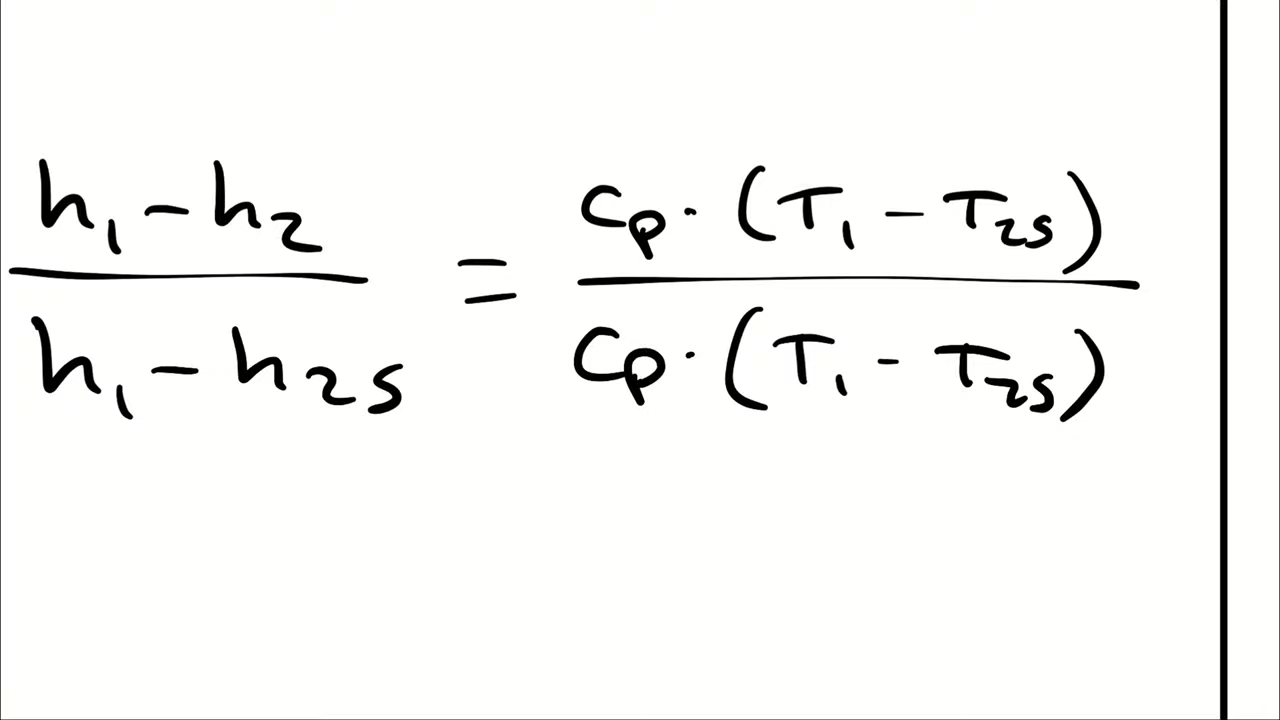 h₁ - h₂ / h₁ - h₂s = cp · (T₁ - T₂s) / cp · (T₁ - T₂s)